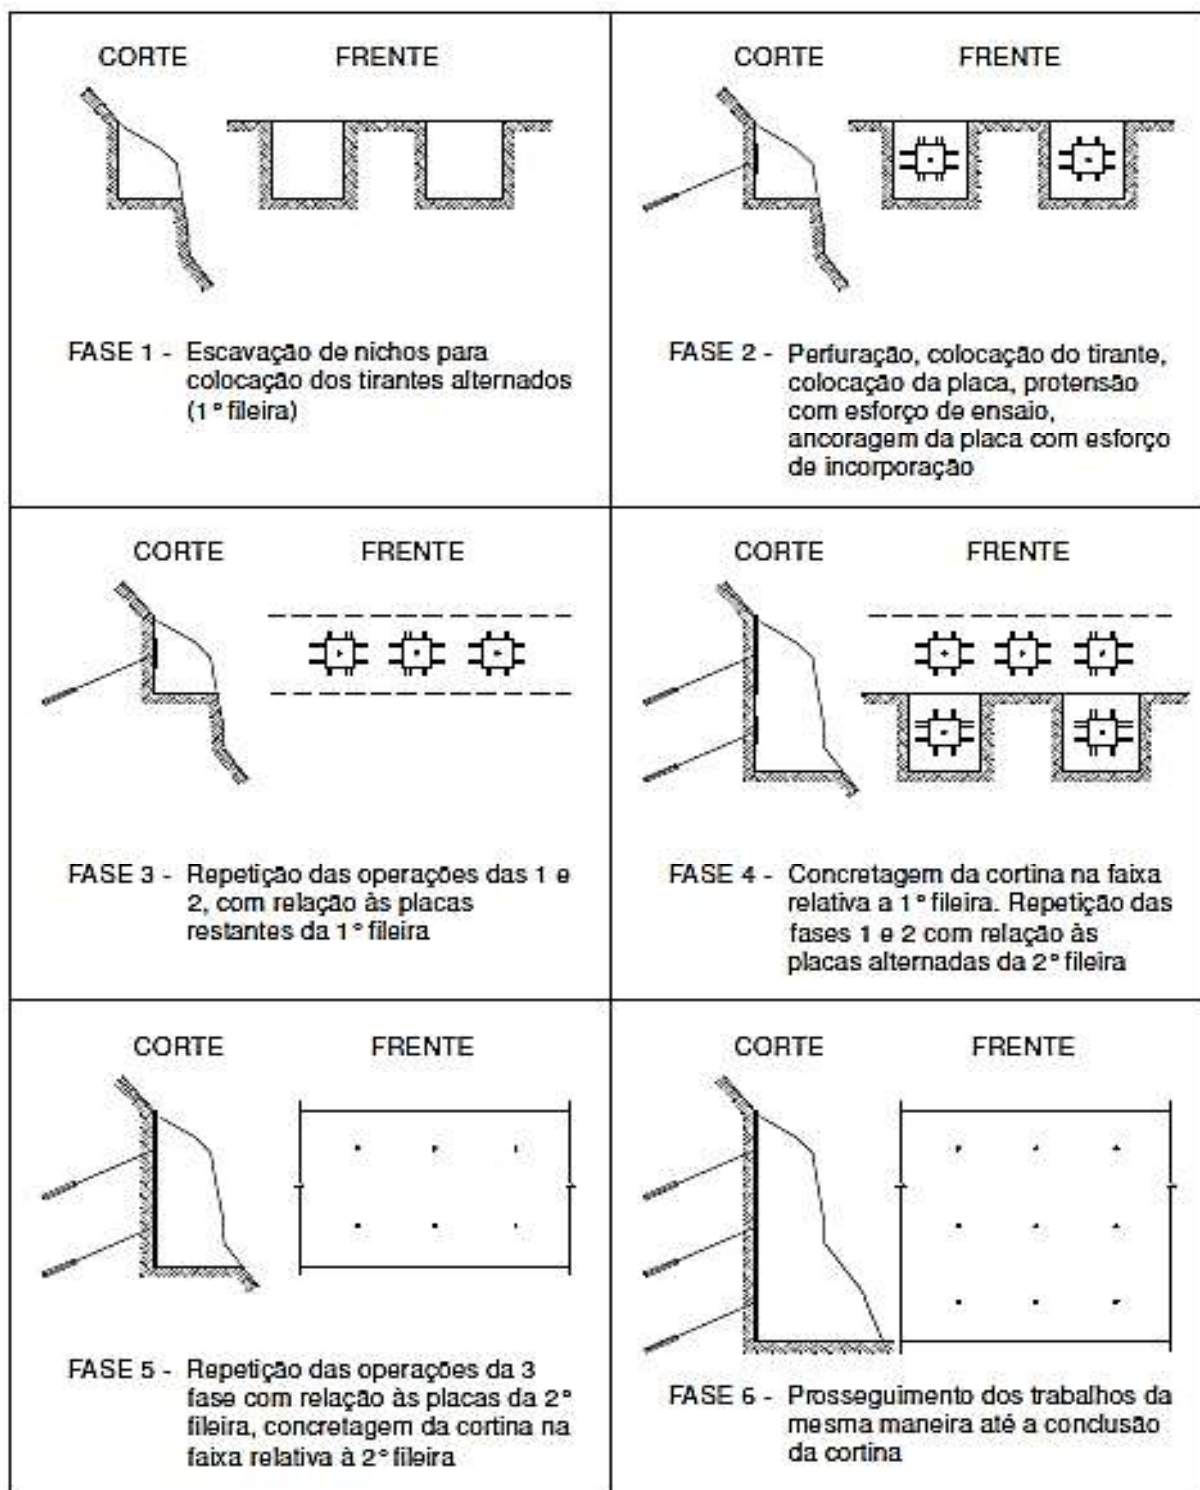 CORTE FRENTE
FASE 1 - Escavação de nichos para
colocação dos tirantes alternados
(1° fileira)
CORTE FRENTE
FASE 2 - Perfuração, colocação do tirante,
colocação da placa, protensão
com esforço de ensaio,
ancoragem da placa com esforço
de incorporação
CORTE FRENTE
FASE 3 - Repetição das operações das 1 e
2, com relação às placas
restantes da 1° fileira
CORTE FRENTE
FASE 4 - Concretagem da cortina na faixa
relativa a 1° fileira. Repetição das
fases 1 e 2 com relação às
placas alternadas da 2° fileira
CORTE FRENTE
FASE 5 - Repetição das operações da 3
fase com relação às placas da 2°
fileira, concretagem da cortina na
faixa relativa à 2° fileira
CORTE FRENTE
FASE 6 - Prosseguimento dos trabalhos da
mesma maneira até a conclusão
da cortina